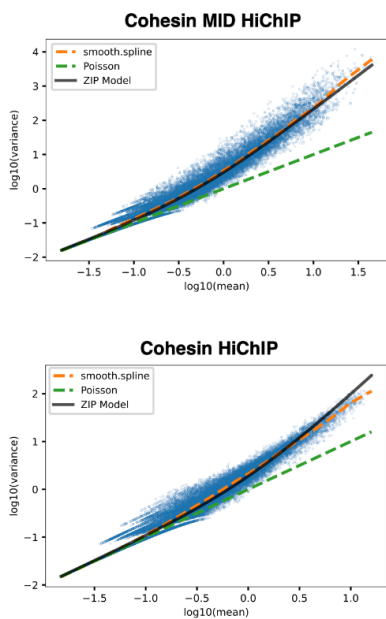 Cohesin MID HiChIP
smooth.spline
Poisson
ZIP Model
log10(variance)
4
3
2
1
0
−1
−2
−1.5
−1.0
−0.5
0.0
0.5
1.0
1.5
log10(mean)
Cohesin HiChIP
smooth.spline
Poisson
ZIP Model
log10(variance)
2
1
0
−1
−2
−1.5
−1.0
−0.5
0.0
0.5
1.0
log10(mean)